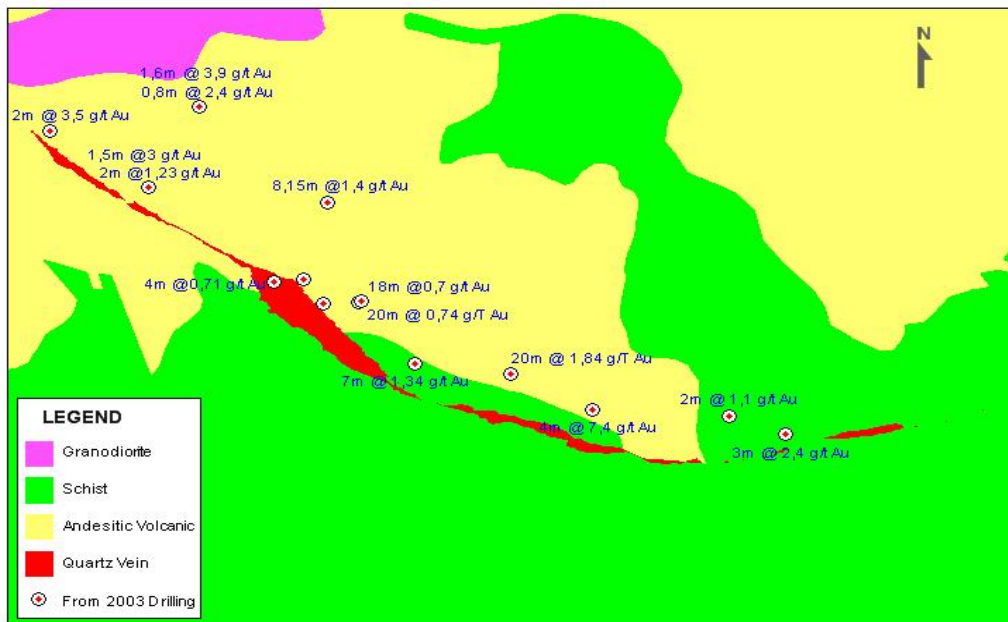 N
1,6m @ 3,9 g/t Au
0,8m @ 2,4 g/t Au
2m @ 3,5 g/t Au
1,5m @3 g/t Au
2m @1,23 g/t Au
8,15m @1,4 g/t Au
4m @0,71 g/t Au
18m @0,7 g/t Au
20m @ 0,74 g/T Au
20m @ 1,84 g/T Au
7m @ 1,34 g/t Au
2m @ 1,1 g/t Au
4m @ 7,4 g/t Au
3m @ 2,4 g/t Au
LEGEND
Granodiorite
Schist
Andesitic Volcanic
Quartz Vein
From 2003 Drilling